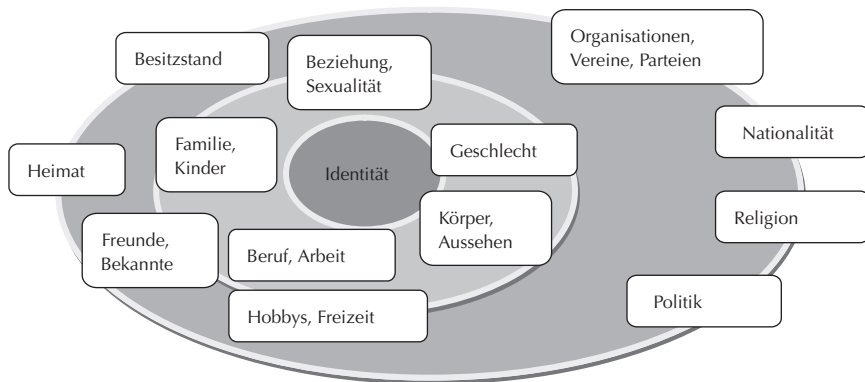 Organisationen,
Vereine, Parteien
Besitzstand
Beziehung,
Sexualität
Nationalität
Familie,
Kinder
Geschlecht
Heimat
Identität
Körper,
Aussehen
Religion
Freunde,
Bekannte
Beruf, Arbeit
Politik
Hobbys, Freizeit